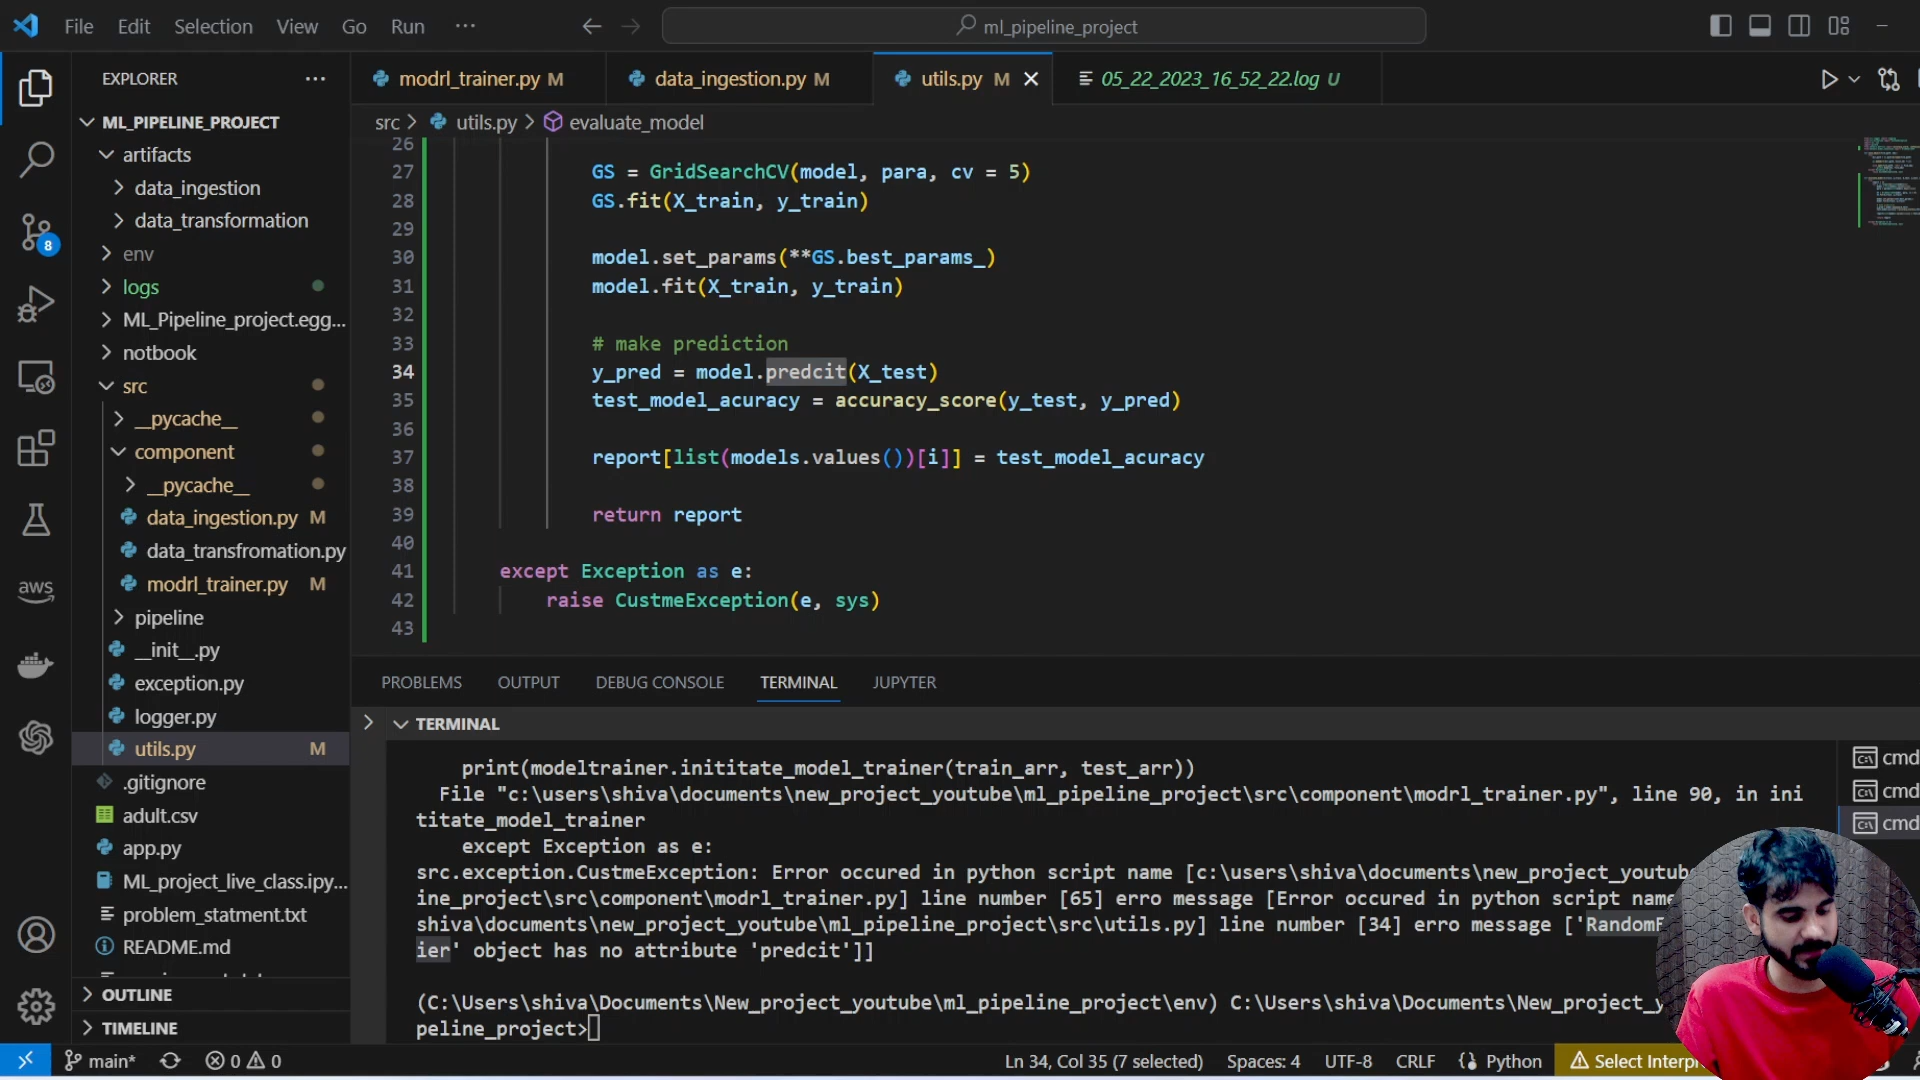 File Edit Selection View Go Run ···
ml_pipeline_project
EXPLORER ···
ML_PIPELINE_PROJECT
artifacts
data_ingestion
data_transformation
env
logs
ML_Pipeline_project.egg...
notbook
src
__pycache__
component
__pycache__
data_ingestion.py M
data_transfromation.py
modrl_trainer.py M
pipeline
__init__.py
exception.py
logger.py
utils.py M
.gitignore
adult.csv
app.py
ML_project_live_class.ipy...
problem_statment.txt
README.md
OUTLINE
TIMELINE
8
aws
modrl_trainer.py M
data_ingestion.py M
utils.py M
05_22_2023_16_52_22.log U
src > utils.py > evaluate_model
26
27 GS = GridSearchCV(model, para, cv = 5)
28 GS.fit(X_train, y_train)
29
30 model.set_params(**GS.best_params_)
31 model.fit(X_train, y_train)
32
33 # make prediction
34 y_pred = model.predcit(X_test)
35 test_model_acuracy = accuracy_score(y_test, y_pred)
36
37 report[list(models.values())[i]] = test_model_acuracy
38
39 return report
40
41 except Exception as e:
42 raise CustmeException(e, sys)
43
PROBLEMS OUTPUT DEBUG CONSOLE TERMINAL JUPYTER
TERMINAL
print(modeltrainer.inititate_model_trainer(train_arr, test_arr))
File "c:\users\shiva\documents\new_project_youtube\ml_pipeline_project\src\component\modrl_trainer.py", line 90, in ini
titate_model_trainer
except Exception as e:
src.exception.CustmeException: Error occured in python script name [c:\users\shiva\documents\new_project_youtube
ine_project\src\component\modrl_trainer.py] line number [65] erro message [Error occured in python script name
shiva\documents\new_project_youtube\ml_pipeline_project\src\utils.py] line number [34] erro message ['RandomF
ier' object has no attribute 'predcit']]
(C:\Users\shiva\Documents\New_project_youtube\ml_pipeline_project\env) C:\Users\shiva\Documents\New_project_y
peline_project>
cmd
cmd
cmd
main* 0 0
Ln 34, Col 35 (7 selected) Spaces: 4 UTF-8 CRLF Python Select Interpr